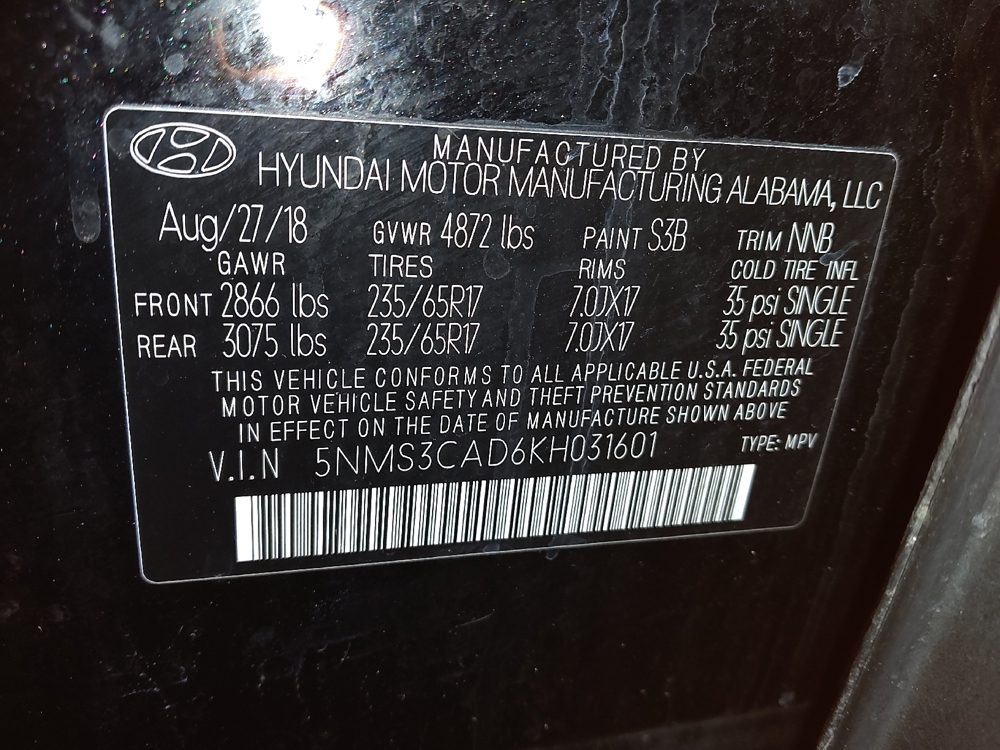 MANUFACTURED BY
HYUNDAI MOTOR MANUFACTURING ALABAMA, LLC
Aug/27/18 GVWR 4872 lbs PAINT S3B TRIM NNB
GAWR TIRES RIMS COLD TIRE INFL
FRONT 2866 lbs 235/65R17 7.0JX17 35 psi SINGLE
REAR 3075 lbs 235/65R17 7.0JX17 35 psi SINGLE
THIS VEHICLE CONFORMS TO ALL APPLICABLE U.S.A. FEDERAL
MOTOR VEHICLE SAFETY AND THEFT PREVENTION STANDARDS
IN EFFECT ON THE DATE OF MANUFACTURE SHOWN ABOVE
V.I.N 5NMS3CAD6KH031601 TYPE: MPV